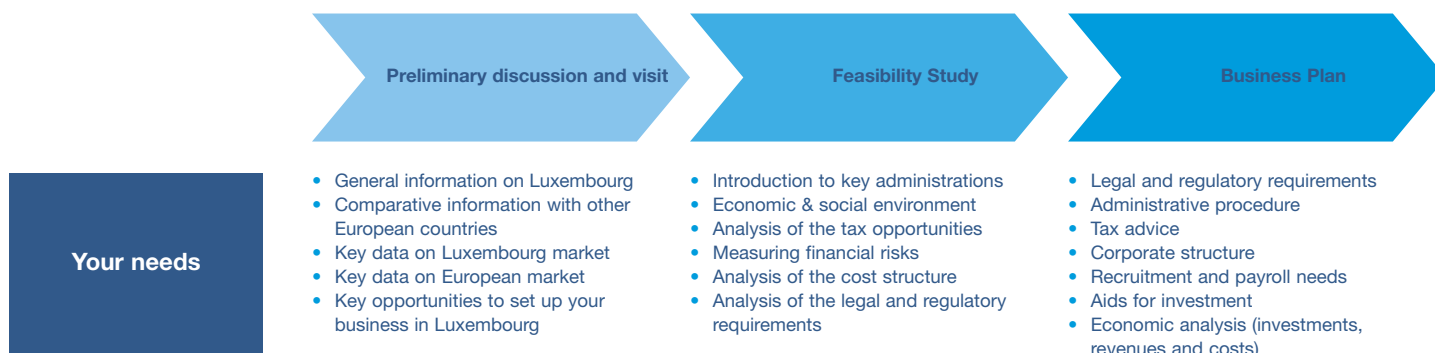 Preliminary discussion and visit
Feasibility Study
Business Plan
Your needs
• General information on Luxembourg
• Comparative information with other
European countries
• Key data on Luxembourg market
• Key data on European market
• Key opportunities to set up your
business in Luxembourg
• Introduction to key administrations
• Economic & social environment
• Analysis of the tax opportunities
• Measuring financial risks
• Analysis of the cost structure
• Analysis of the legal and regulatory
requirements
• Legal and regulatory requirements
• Administrative procedure
• Tax advice
• Corporate structure
• Recruitment and payroll needs
• Aids for investment
• Economic analysis (investments,
revenues and costs)